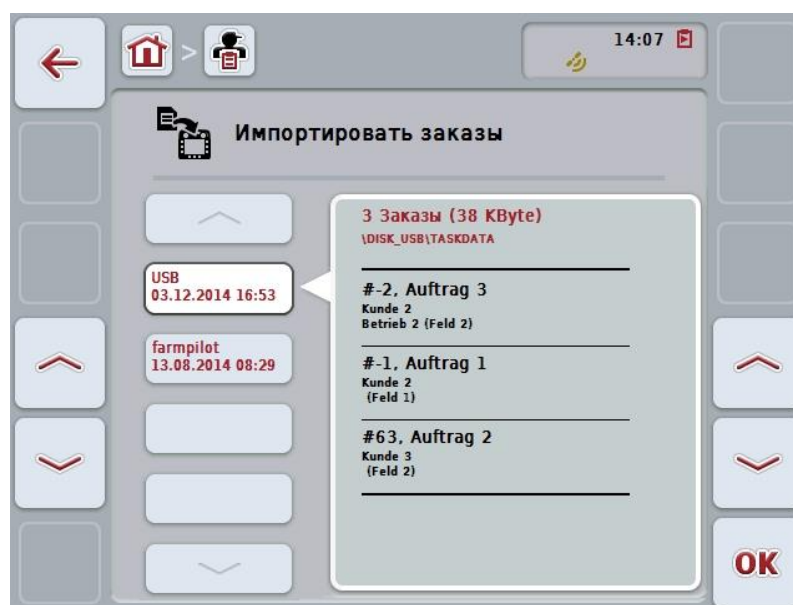 14:07
Импортировать заказы
USB
03.12.2014 16:53
farmpilot
13.08.2014 08:29
3 Заказы (38 KByte)
\DISK_USB\TASKDATA
#-2, Auftrag 3
Kunde 2
Betrieb 2 (Feld 2)
#-1, Auftrag 1
Kunde 2
(Feld 1)
#63, Auftrag 2
Kunde 3
(Feld 2)
OK